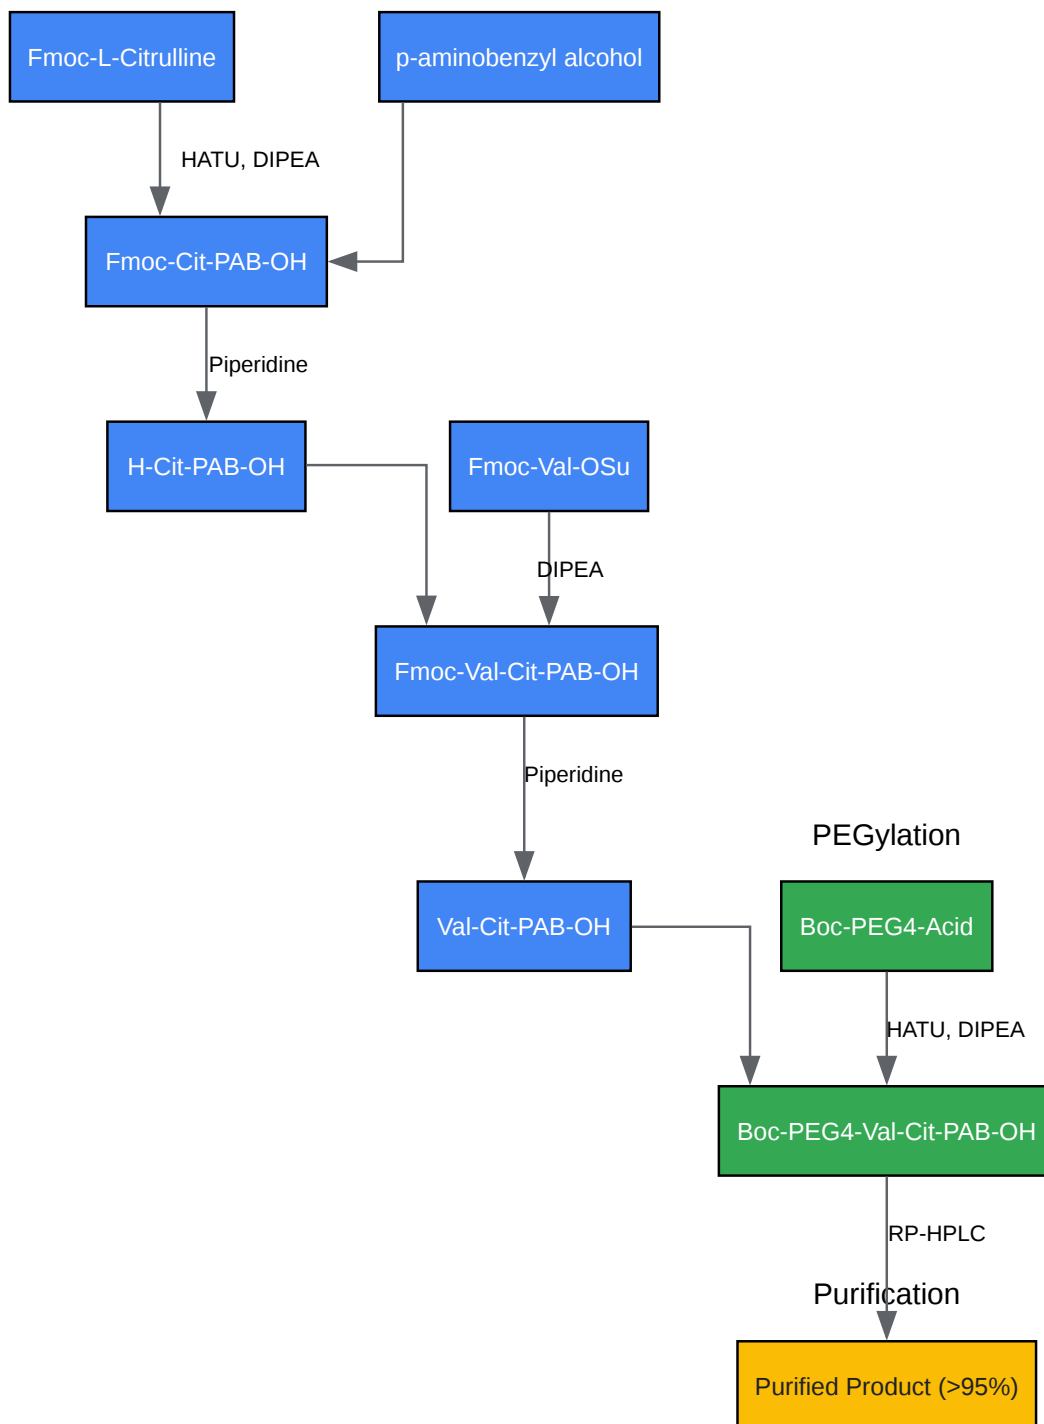 Fmoc-L-Citrulline
p-aminobenzyl alcohol
HATU, DIPEA
Fmoc-Cit-PAB-OH
Piperidine
H-Cit-PAB-OH
Fmoc-Val-OSu
DIPEA
Fmoc-Val-Cit-PAB-OH
Piperidine
PEGylation
Val-Cit-PAB-OH
Boc-PEG4-Acid
HATU, DIPEA
Boc-PEG4-Val-Cit-PAB-OH
RP-HPLC
Purification
Purified Product (>95%)